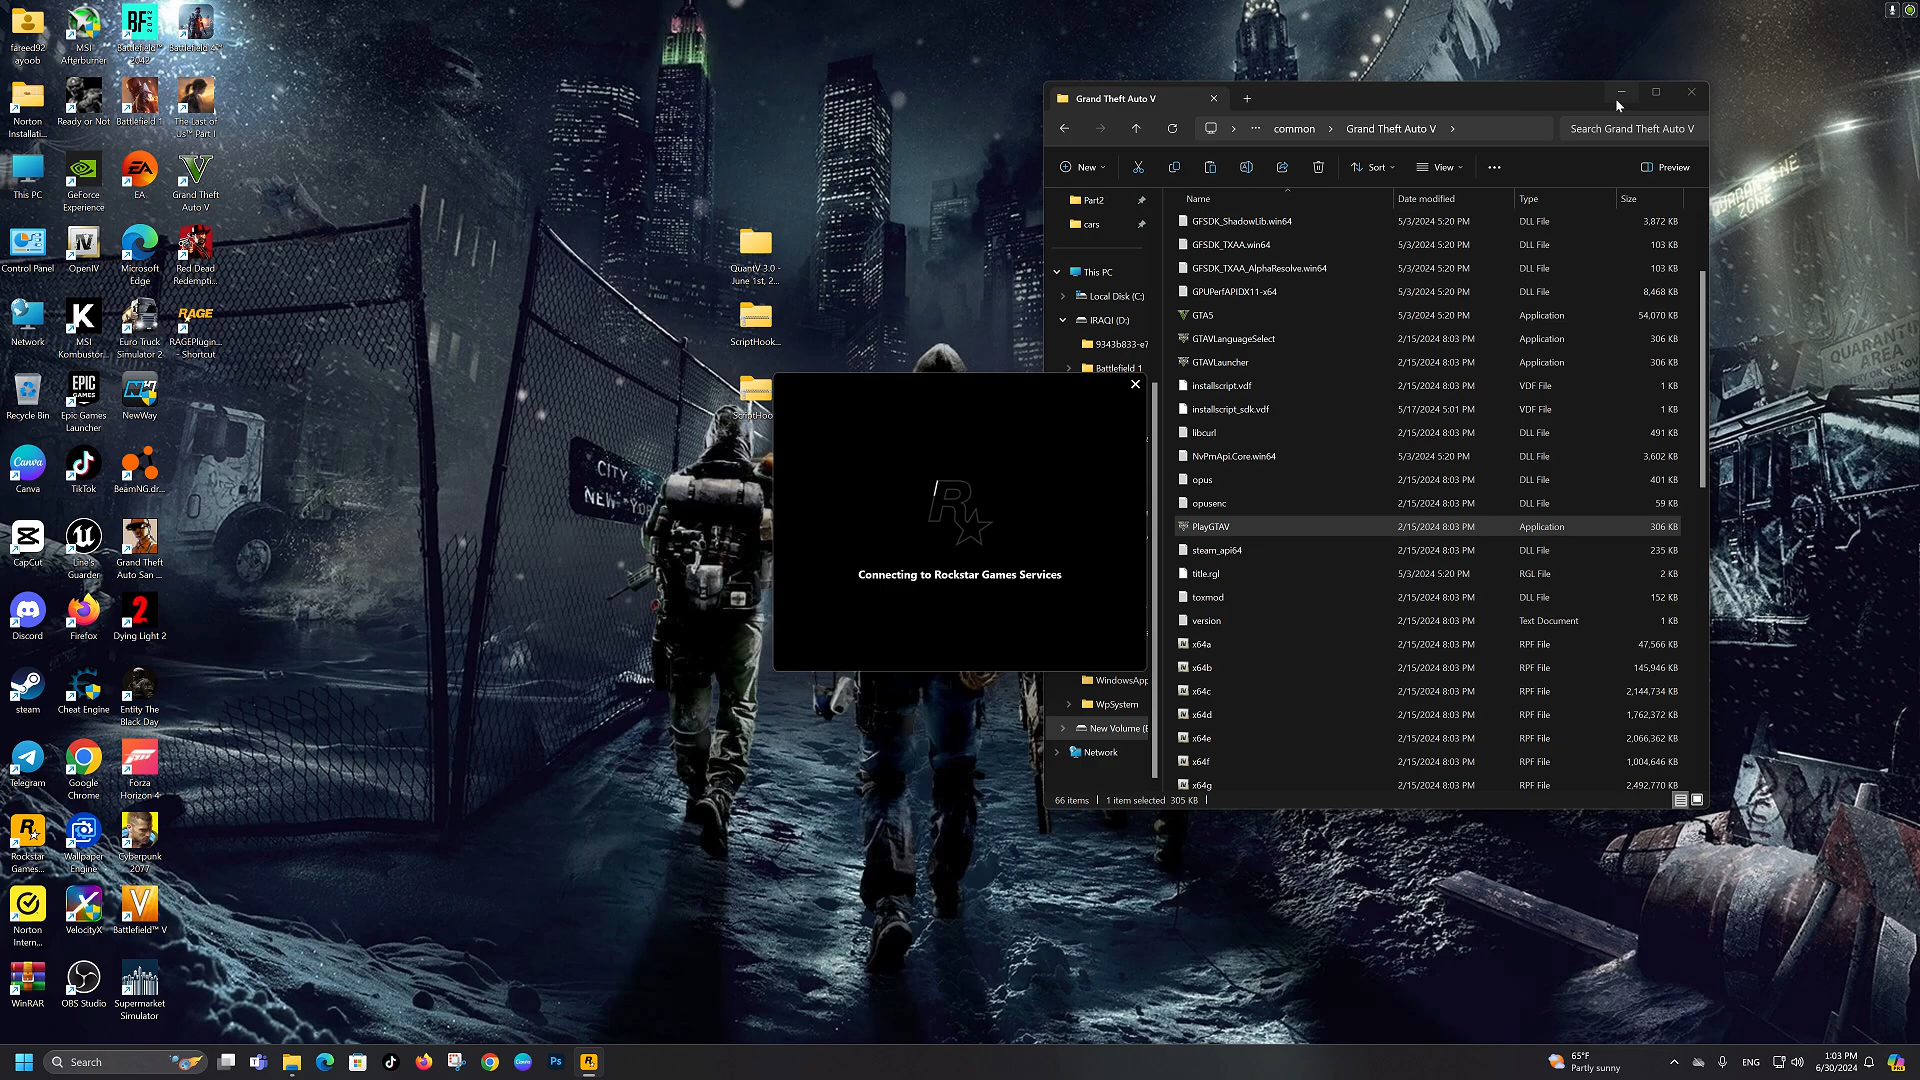 fareed92
ayoob
MSI
Afterburner
Battlefield™
2042
Battlefield 4™
Norton
Installati...
Ready or Not
Battlefield 1
The Last of
Us™ Part I
This PC
GeForce
Experience
EA
Grand Theft
Auto V
Control Panel
OpenIV
Microsoft
Edge
Red Dead
Redempti...
Network
MSI
Kombustor...
Euro Truck
Simulator 2
RAGE
RAGEPlugin...
- Shortcut
Recycle Bin
Epic Games
Launcher
NewWay
Canva
TikTok
BeamNG.dr...
CapCut
Line's
Guarder
Grand Theft
Auto San ...
Discord
Firefox
Dying Light 2
steam
Cheat Engine
Entity The
Black Day
Telegram
Google
Chrome
Forza
Horizon 4
Rockstar
Games...
Wallpaper
Engine
Cyberpunk
2077
Norton
Intern...
VelocityX
Battlefield™ V
WinRAR
OBS Studio
Supermarket
Simulator
QuantV 3.0 -
June 1st, 2...
ScriptHook...
ScriptHoo
CITY
NEW
QUARANTINE
ZONE
QUARANTINE
AREA
Connecting to Rockstar Games Services
Grand Theft Auto V
common > Grand Theft Auto V >
Search Grand Theft Auto V
New
Sort
View
Preview
Part2
cars
This PC
Local Disk (C:)
IRAQI (D:)
9343b833-e7
Battlefield 1
WindowsApp
WpSystem
New Volume (E
Network
Name Date modified Type Size
GFSDK_ShadowLib.win64 5/3/2024 5:20 PM DLL File 3,872 KB
GFSDK_TXAA.win64 5/3/2024 5:20 PM DLL File 103 KB
GFSDK_TXAA_AlphaResolve.win64 5/3/2024 5:20 PM DLL File 103 KB
GPUPerfAPIDX11-x64 5/3/2024 5:20 PM DLL File 8,468 KB
GTA5 5/3/2024 5:20 PM Application 54,070 KB
GTAVLanguageSelect 2/15/2024 8:03 PM Application 306 KB
GTAVLauncher 2/15/2024 8:03 PM Application 306 KB
installscript.vdf 2/15/2024 8:03 PM VDF File 1 KB
installscript_sdk.vdf 5/17/2024 5:01 PM VDF File 1 KB
libcurl 2/15/2024 8:03 PM DLL File 491 KB
NvPmApi.Core.win64 5/3/2024 5:20 PM DLL File 3,602 KB
opus 2/15/2024 8:03 PM DLL File 401 KB
opusenc 2/15/2024 8:03 PM DLL File 59 KB
PlayGTAV 2/15/2024 8:03 PM Application 306 KB
steam_api64 2/15/2024 8:03 PM DLL File 235 KB
title.rgl 5/3/2024 5:20 PM RGL File 2 KB
toxmod 2/15/2024 8:03 PM DLL File 152 KB
version 2/15/2024 8:03 PM Text Document 1 KB
x64a 2/15/2024 8:03 PM RPF File 47,566 KB
x64b 2/15/2024 8:03 PM RPF File 145,946 KB
x64c 2/15/2024 8:03 PM RPF File 2,144,734 KB
x64d 2/15/2024 8:03 PM RPF File 1,762,372 KB
x64e 2/15/2024 8:03 PM RPF File 2,066,362 KB
x64f 2/15/2024 8:03 PM RPF File 1,004,646 KB
x64g 2/15/2024 8:03 PM RPF File 2,492,770 KB
66 items | 1 item selected 305 KB |
Search
65°F
Partly sunny
ENG
1:03 PM
6/30/2024